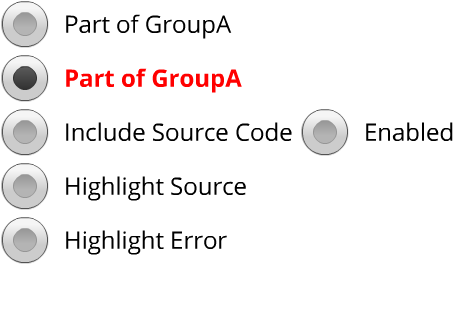 Part of GroupA
Part of GroupA
Include Source Code Enabled
Highlight Source
Highlight Error